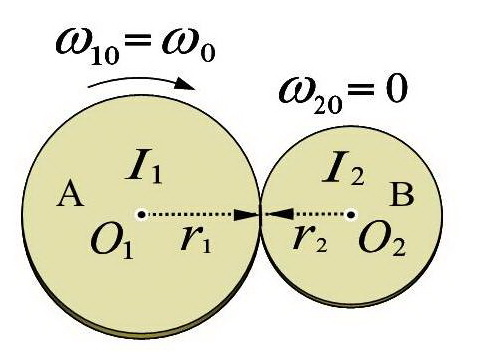 ω₁₀ = ω₀
ω₂₀ = 0
I₁
I₂
A
B
O₁
r₁
r₂
O₂